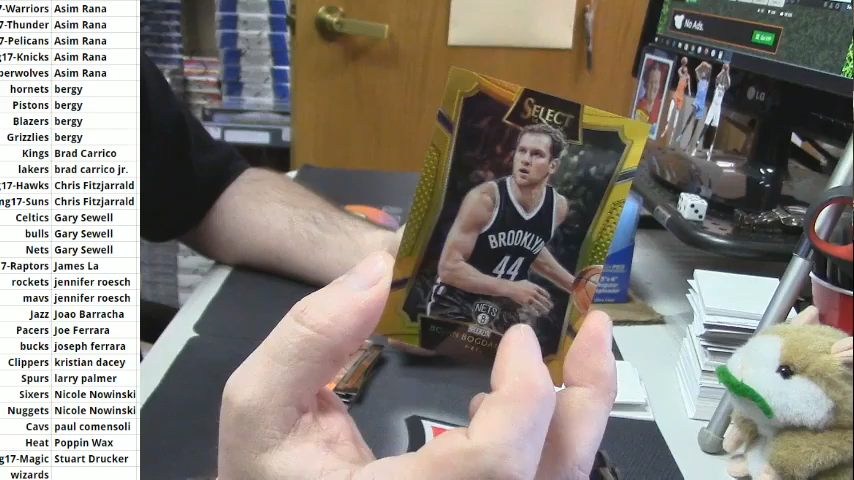 7-Warriors Asim Rana
17-Thunder Asim Rana
17-Pelicans Asim Rana
g17-Knicks Asim Rana
berwolves Asim Rana
hornets bergy
Pistons bergy
Blazers bergy
Grizzlies bergy
Kings Brad Carrico
lakers brad carrico jr.
g17-Hawks Chris Fitzjarrald
ng17-Suns Chris Fitzjarrald
Celtics Gary Sewell
bulls Gary Sewell
Nets Gary Sewell
7-Raptors James La
rockets jennifer roesch
mavs jennifer roesch
Jazz Joao Barracha
Pacers Joe Ferrara
bucks joseph ferrara
Clippers kristian dacey
Spurs larry palmer
Sixers Nicole Nowinski
Nuggets Nicole Nowinski
Cavs paul comensoli
Heat Poppin Wax
g17-Magic Stuart Drucker
wizards
No Ads.
LG
SELECT
BROOKLYN
44
NETS
B